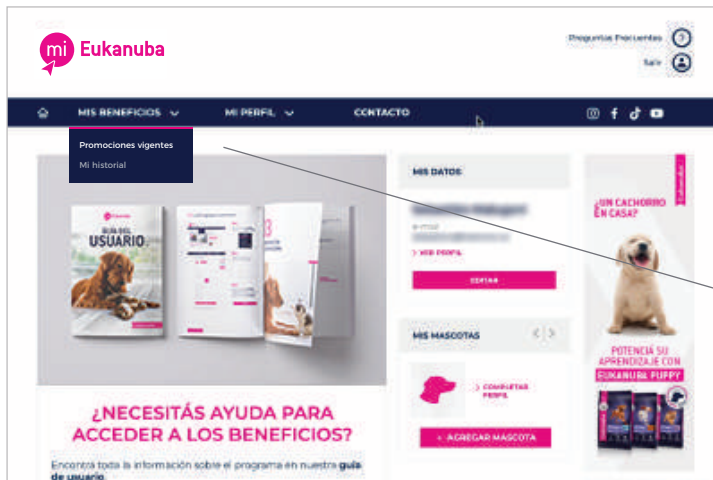 mi Eukanuba
Preguntas Frecuentes
Salir
MIS BENEFICIOS
MI PERFIL
CONTACTO
Promociones vigentes
Mi historial
Eukanuba
GUÍA DEL
USUARIO.
MIS DATOS
e-mail
VER PERFIL
EDITAR
MIS MASCOTAS
COMPLETAR
PERFIL
+ AGREGAR MASCOTA
¿NECESITÁS AYUDA PARA
ACCEDER A LOS BENEFICIOS?
Encontrá toda la información sobre el programa en nuestra guía
de usuario.
Eukanuba
¿UN CACHORRO
EN CASA?
POTENCIÁ SU
APRENDIZAJE CON
EUKANUBA PUPPY